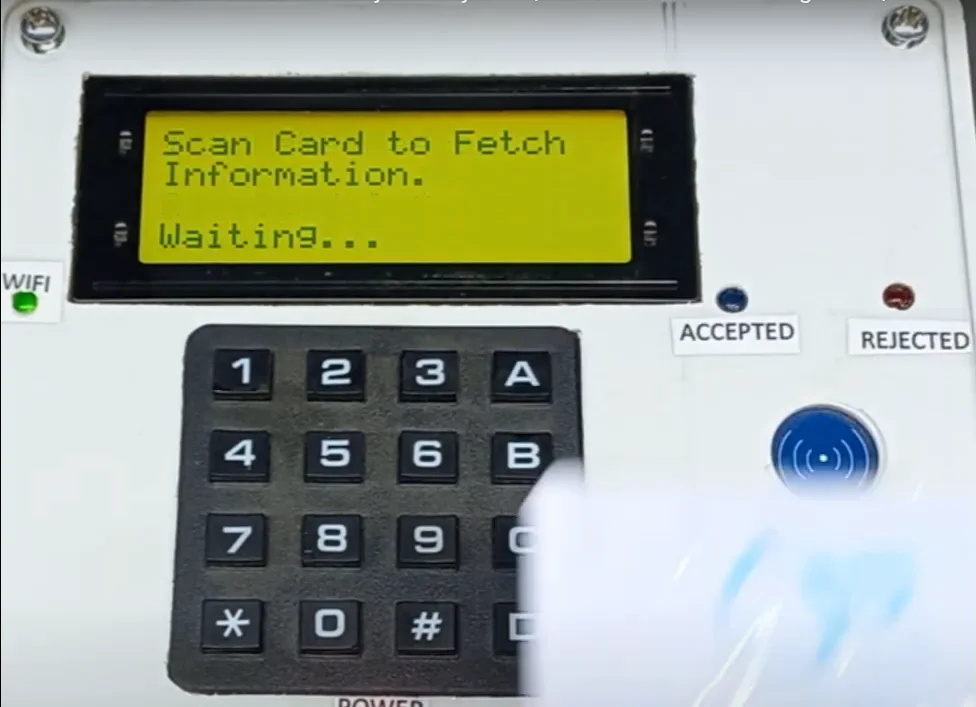 Scan Card to Fetch
Information.
Waiting...
WIFI
ACCEPTED
REJECTED
1 2 3 A
4 5 6 B
7 8 9 C
* 0 # D
POWER